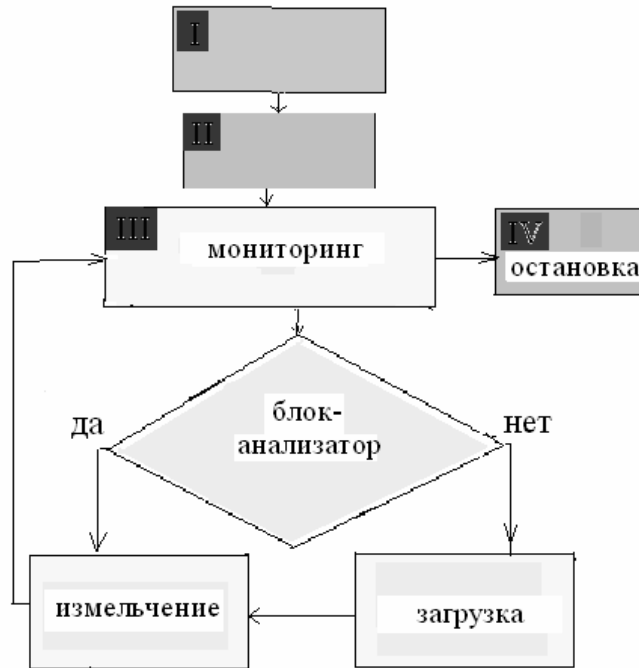 I
II
III
мониторинг
IV
остановка
блок-
анализатор
да
нет
измельчение
загрузка